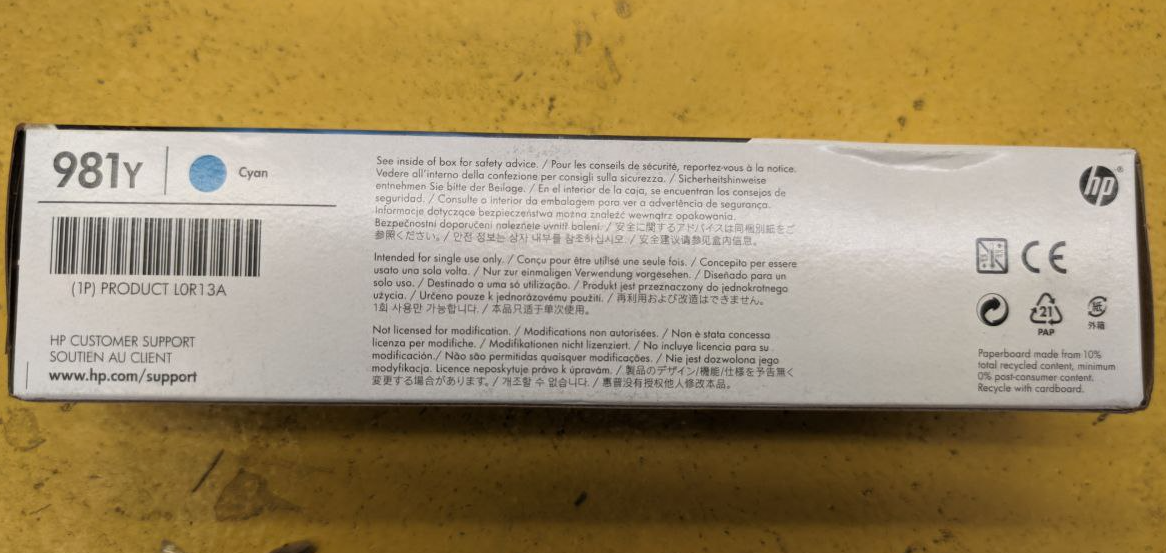 981Y
Cyan
(1P) PRODUCT L0R13A
HP CUSTOMER SUPPORT
SOUTIEN AU CLIENT
www.hp.com/support
See inside of box for safety advice. / Pour les conseils de sécurité, reportez-vous à la notice.
Vedere all'interno della confezione per consigli sulla sicurezza. / Sicherheitshinweise
entnehmen Sie bitte der Beilage. / En el interior de la caja, se encuentran los consejos de
seguridad. / Consulte o interior da embalagem para ver a advertência de segurança.
Informacje dotyczące bezpieczeństwa można znaleźć wewnątrz opakowania.
Bezpečnostní doporučení naleznete uvnitř balení. / 安全に関するアドバイスは同梱別紙をご
参照ください。/ 안전 정보는 상자 내부를 참조하십시오. / 安全建议请参见盒内信息。
Intended for single use only. / Conçu pour être utilisé une seule fois. / Concepito per essere
usato una sola volta. / Nur zur einmaligen Verwendung vorgesehen. / Diseñado para un
solo uso. / Destinado a uma só utilização. / Produkt jest przeznaczony do jednokrotnego
użycia. / Určeno pouze k jednorázovému použití. / 再利用および改造はできません。
1회 사용만 가능합니다. / 本品只适于单次使用。
Not licensed for modification. / Modifications non autorisées. / Non è stata concessa
licenza per modifiche. / Modifikationen nicht lizenziert. / No incluye licencia para su
modificación./ Não são permitidas quaisquer modificações. / Nie jest dozwolona jego
modyfikacja. Licence neposkytuje právo k úpravám. / 製品のデザイン/機能/仕様を予告無く
変更する場合があります。/ 개조할 수 없습니다. / 惠普没有授权他人修改本品。
hp®
CE
21
PAP
紙
外箱
Paperboard made from 10%
total recycled content, minimum
0% post-consumer content.
Recycle with cardboard.